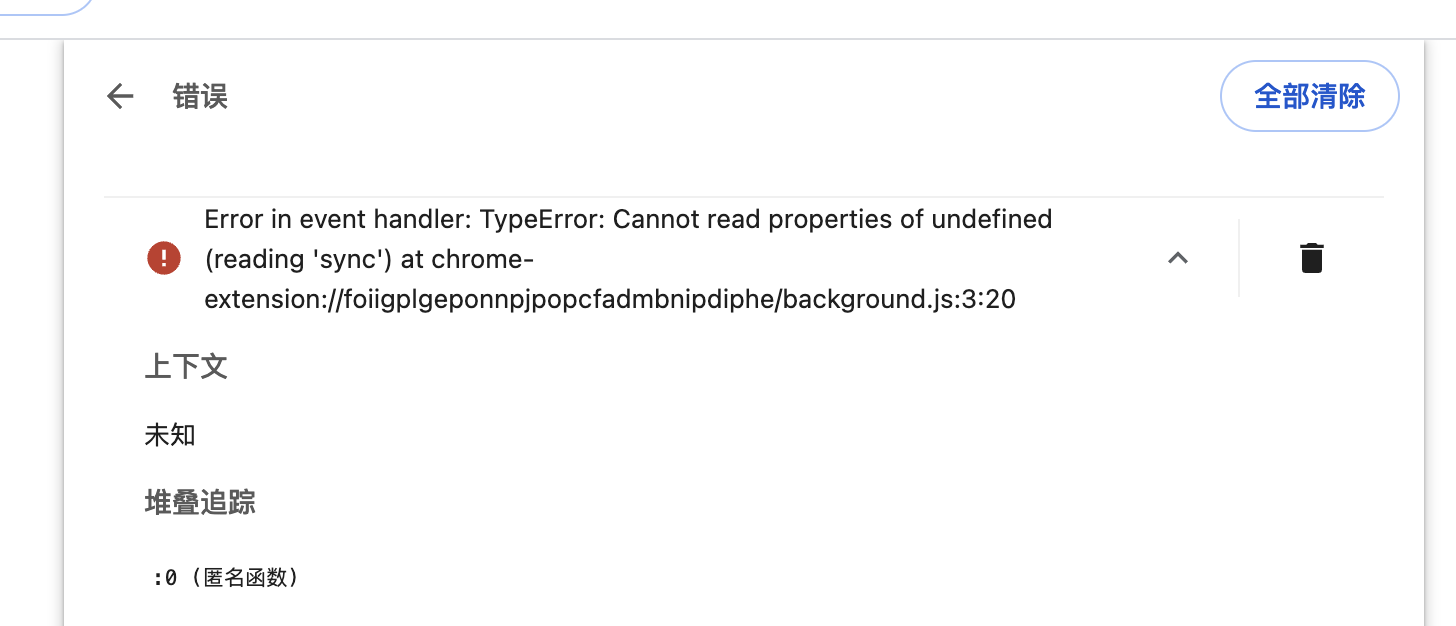 错误
全部清除
Error in event handler: TypeError: Cannot read properties of undefined
(reading 'sync') at chrome-
extension://foiigplgeponnpjpopcfadmbnipdiphe/background.js:3:20
上下文
未知
堆叠追踪
:0 (匿名函数)